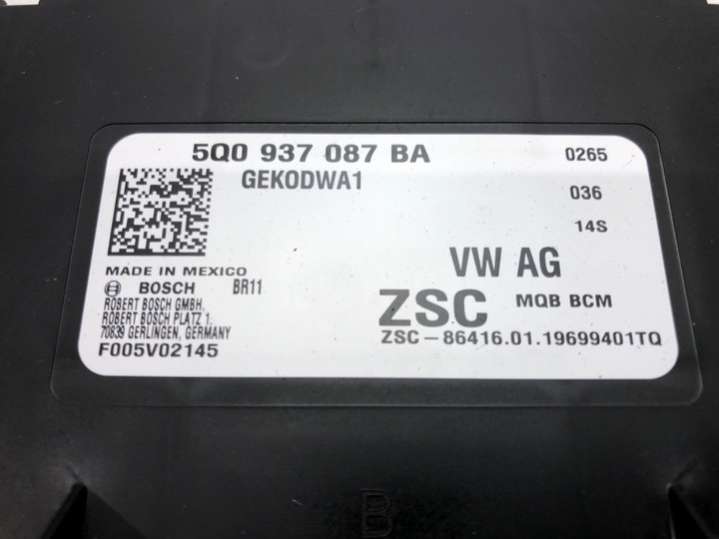 5Q0 937 087 BA 0265
GEKODWA1 036
14S
VW AG
MADE IN MEXICO
BOSCH BR11
ZSC MQB BCM
ROBERT BOSCH GMBH,
ROBERT BOSCH PLATZ 1.
70839 GERLINGEN, GERMANY
ZSC-86416.01.19699401TQ
F005V02145
B